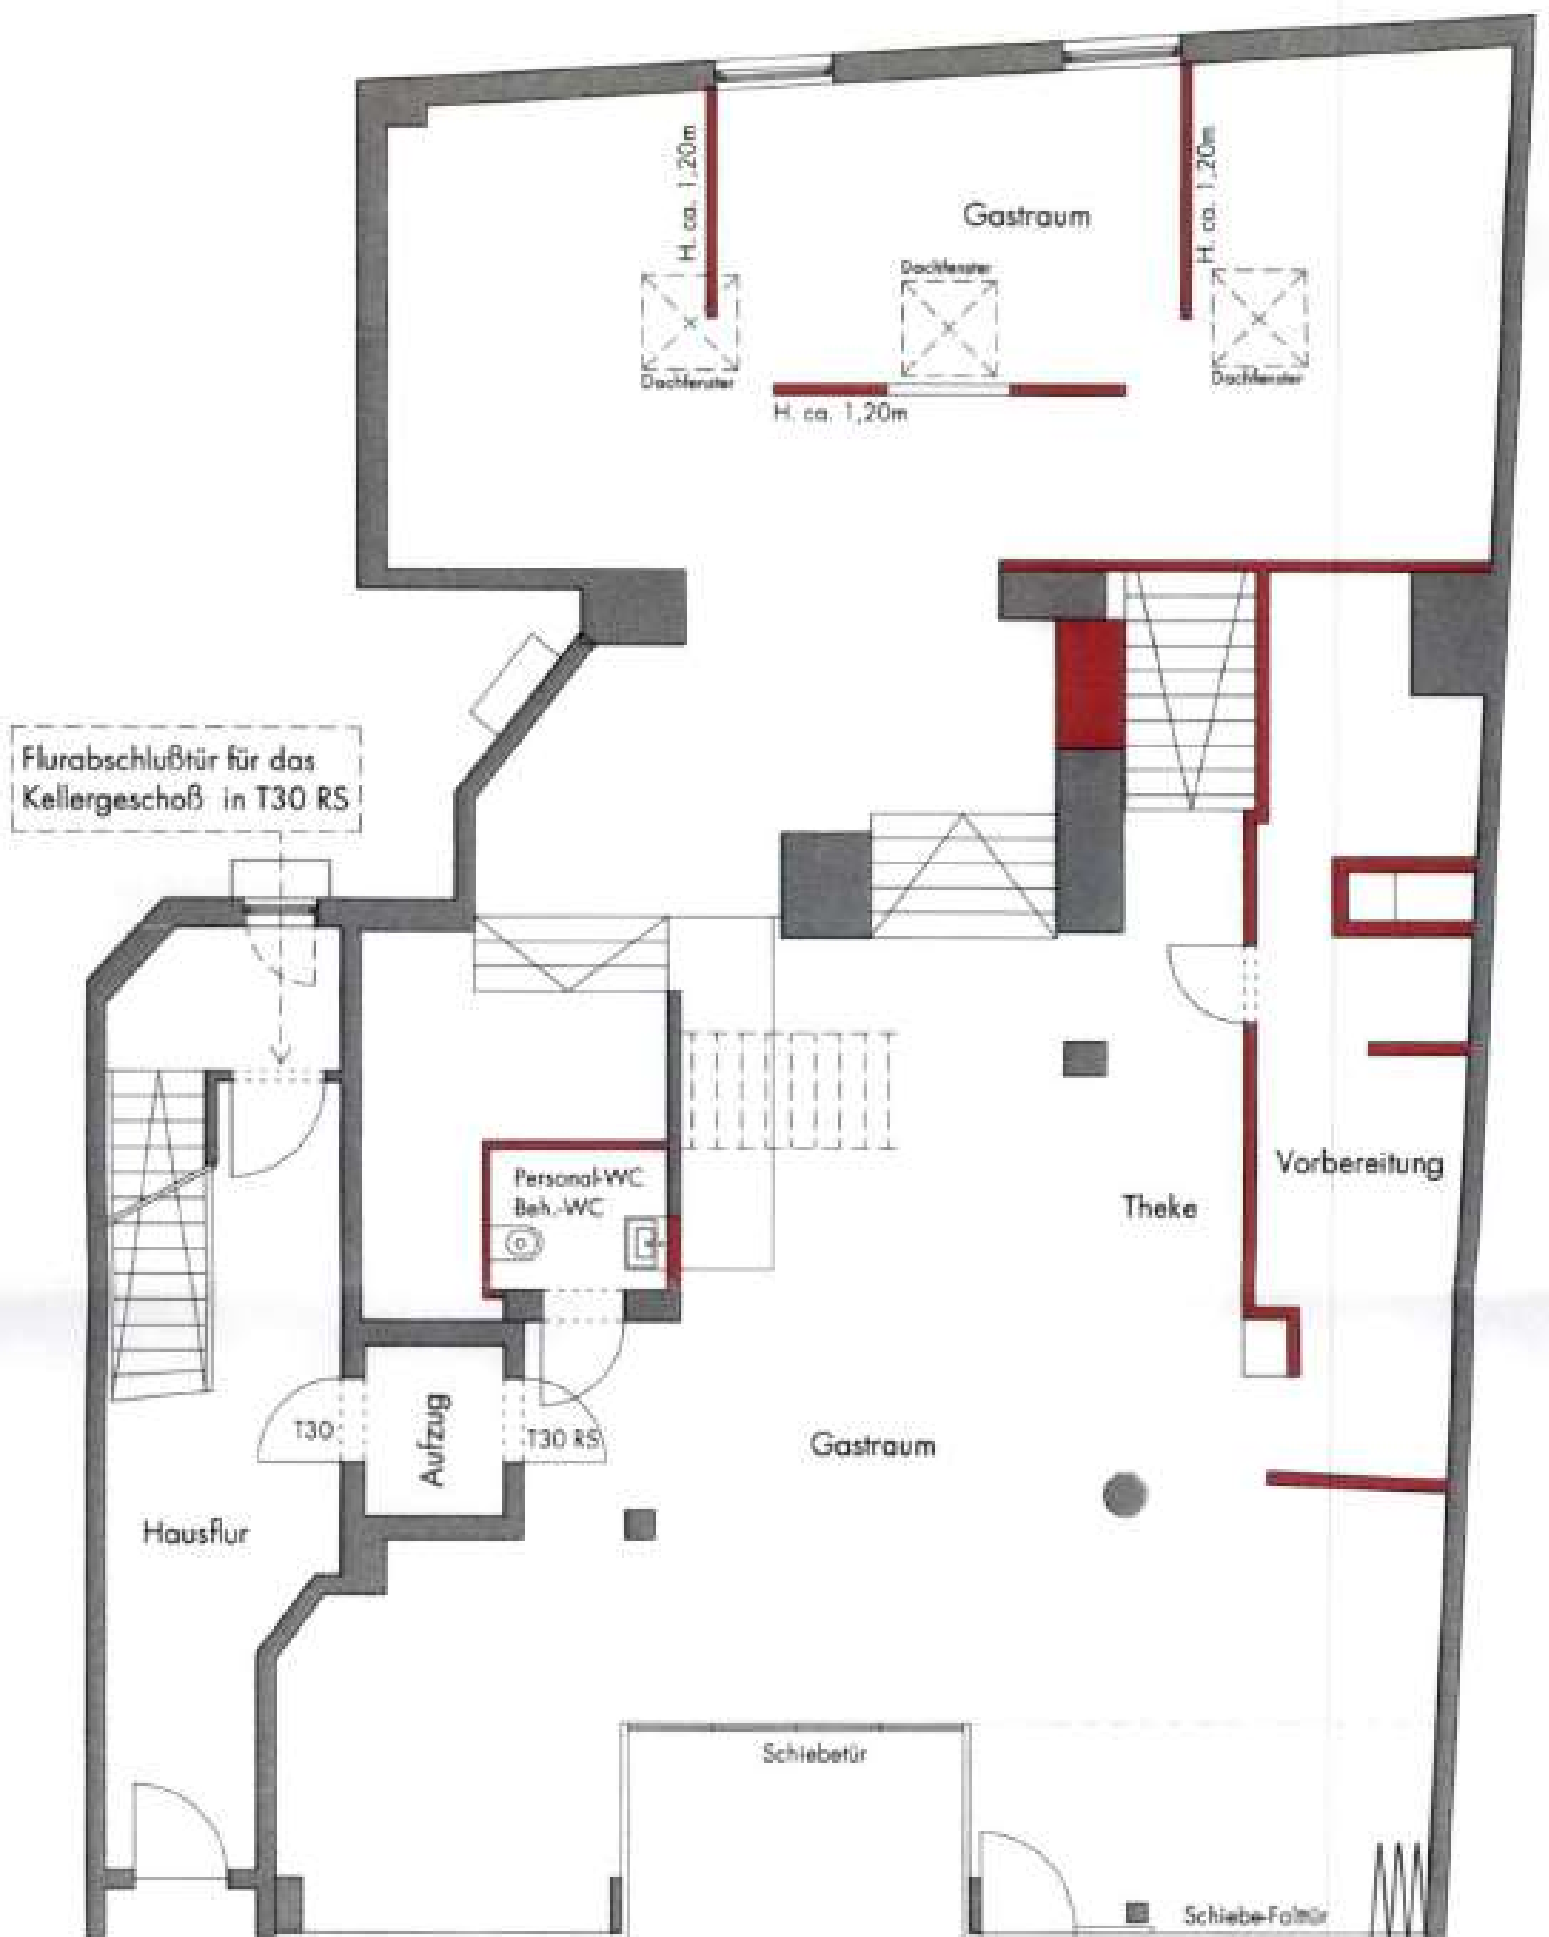 H. ca. 1,20m
H. ca. 1,20m
Gastraum
Dachfenster
Dachfenster
Dachfenster
H. ca. 1,20m
Flurabschlußtür für das
Kellergeschoß in T30 RS
Personal-WC
Beh.-WC
Vorbereitung
Theke
T30
Aufzug
T30 RS
Gastraum
Hausflur
Schiebetür
Schiebe-Faltür